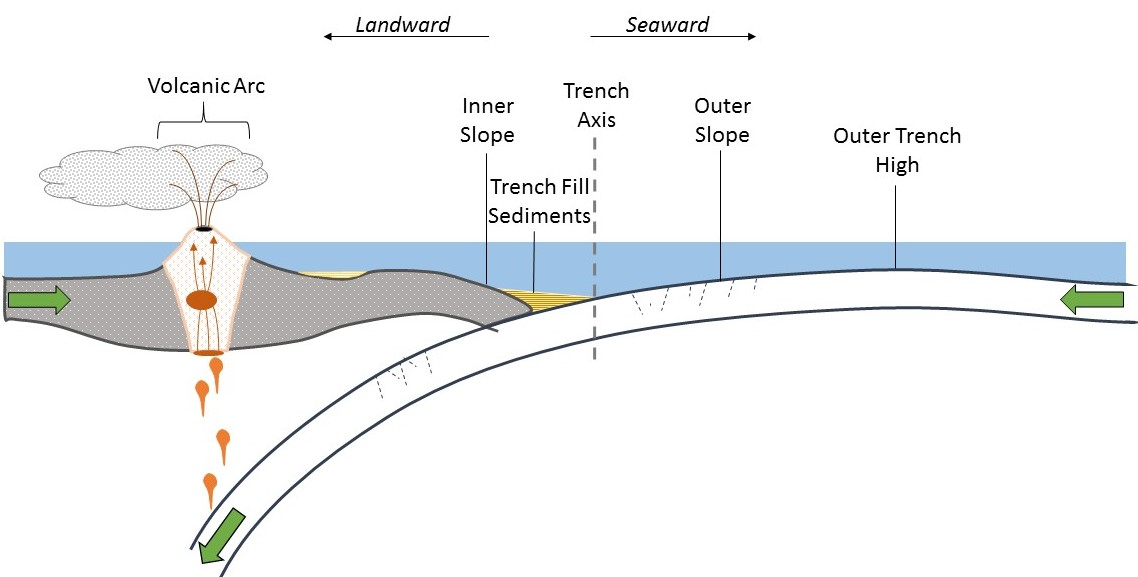 Landward
Seaward
Volcanic Arc
Inner
Slope
Trench
Axis
Outer
Slope
Outer Trench
High
Trench Fill
Sediments